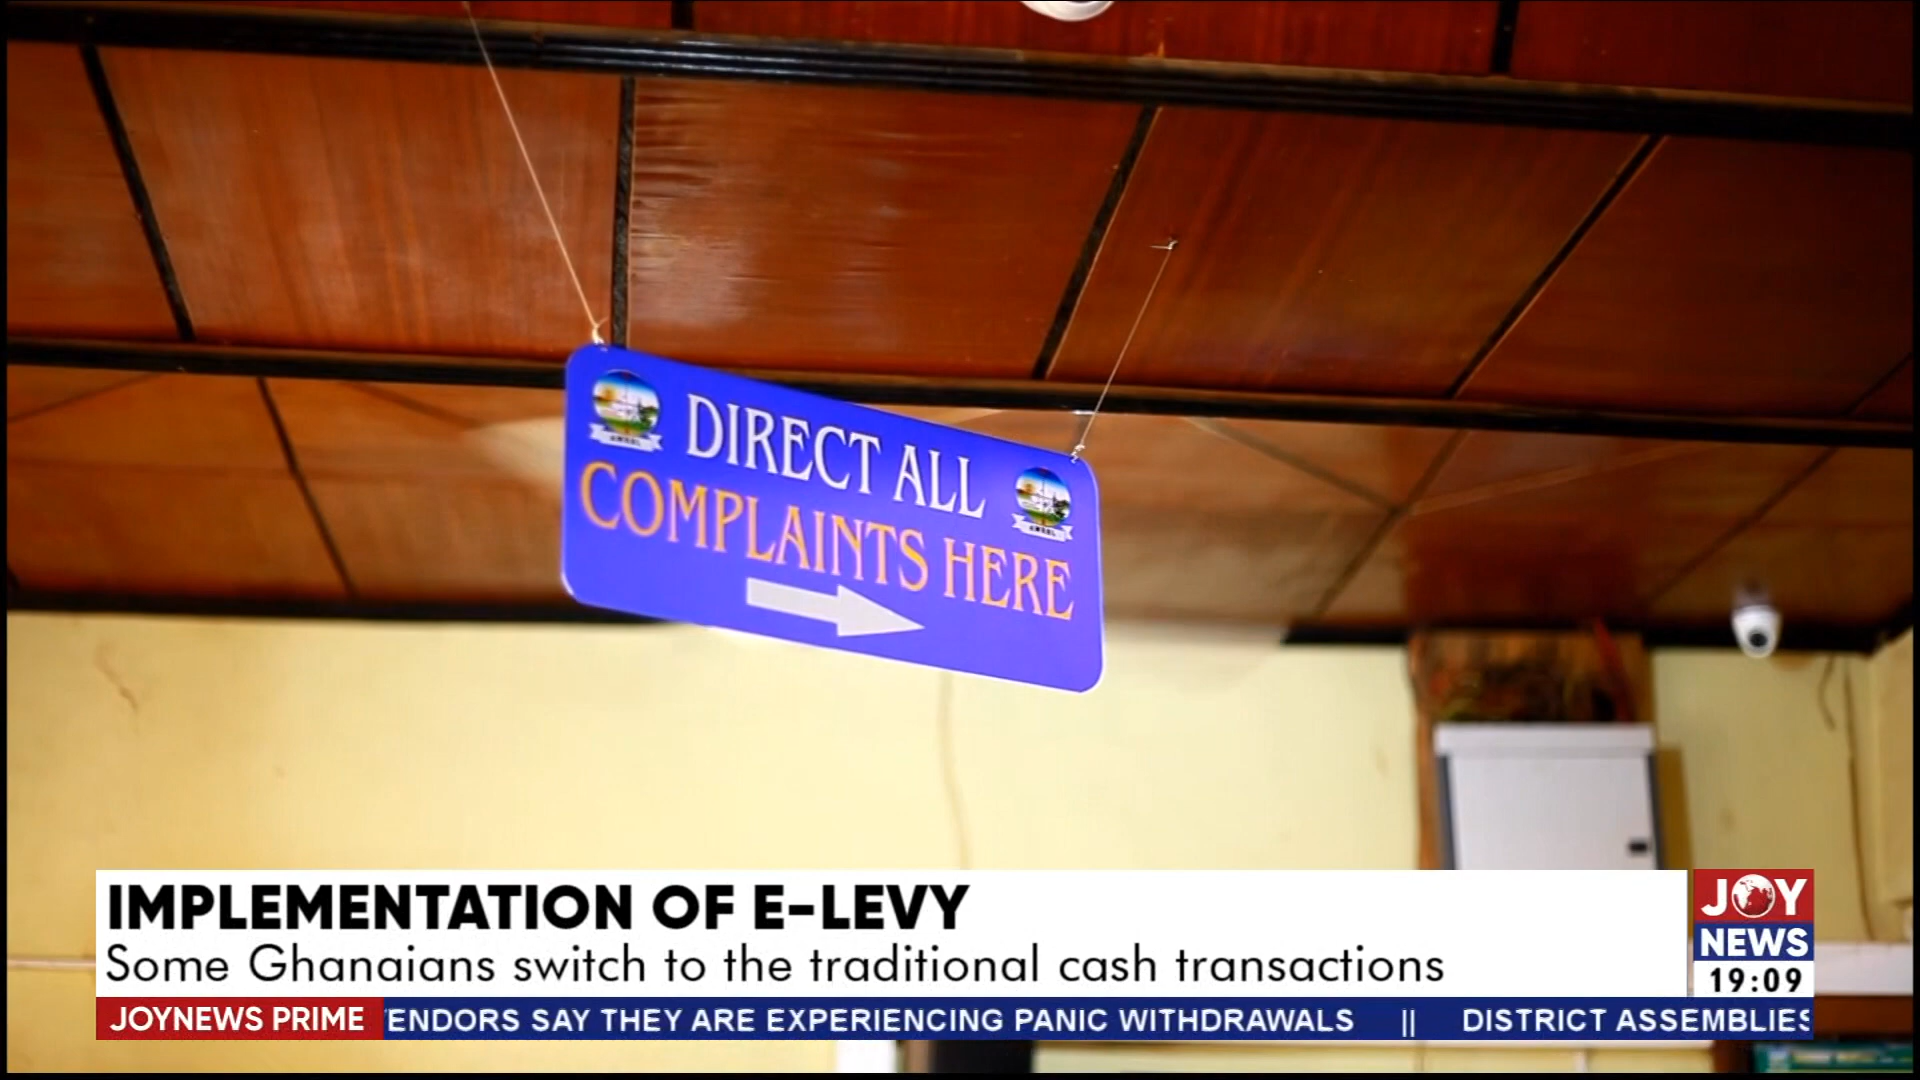 DIRECT ALL
COMPLAINTS HERE
IMPLEMENTATION OF E-LEVY
Some Ghanaians switch to the traditional cash transactions
JOY
NEWS
19:09
JOYNEWS PRIME
ENDORS SAY THEY ARE EXPERIENCING PANIC WITHDRAWALS || DISTRICT ASSEMBLIES